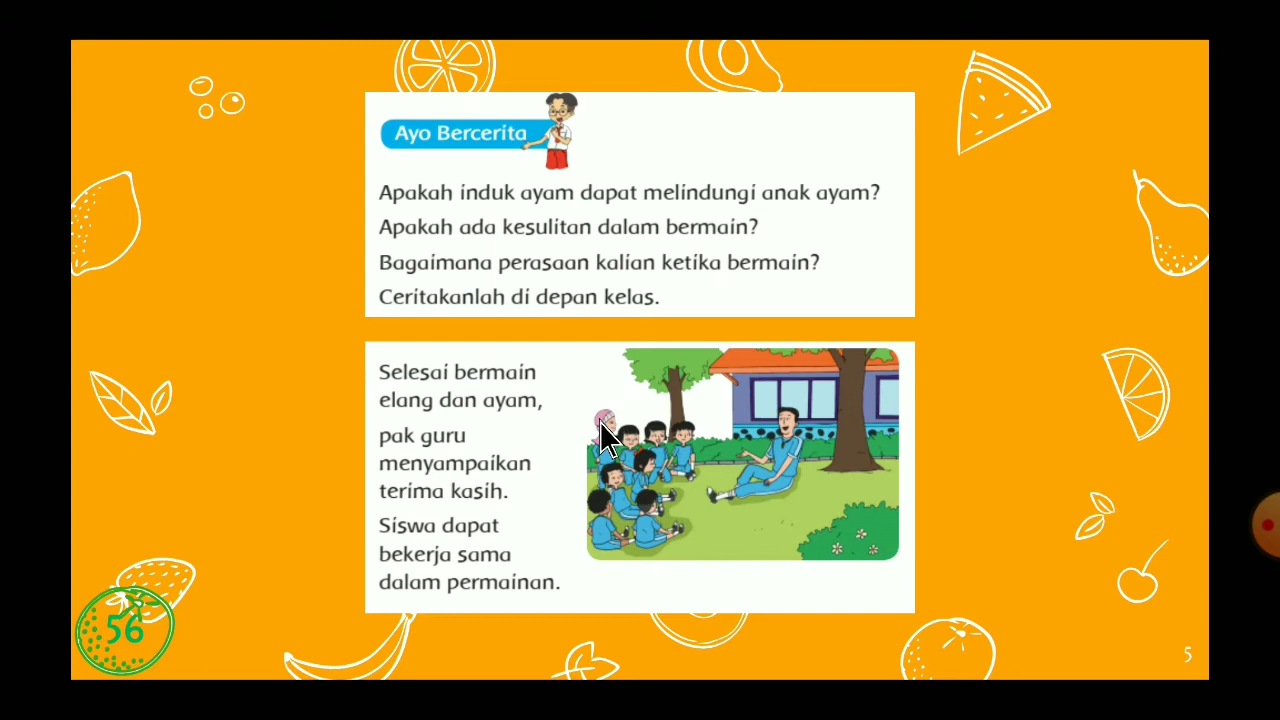 Ayo Bercerita
Apakah induk ayam dapat melindungi anak ayam?
Apakah ada kesulitan dalam bermain?
Bagaimana perasaan kalian ketika bermain?
Ceritakanlah di depan kelas.
Selesai bermain
elang dan ayam,
pak guru
menyampaikan
terima kasih.
Siswa dapat
bekerja sama
dalam permainan.
56
5